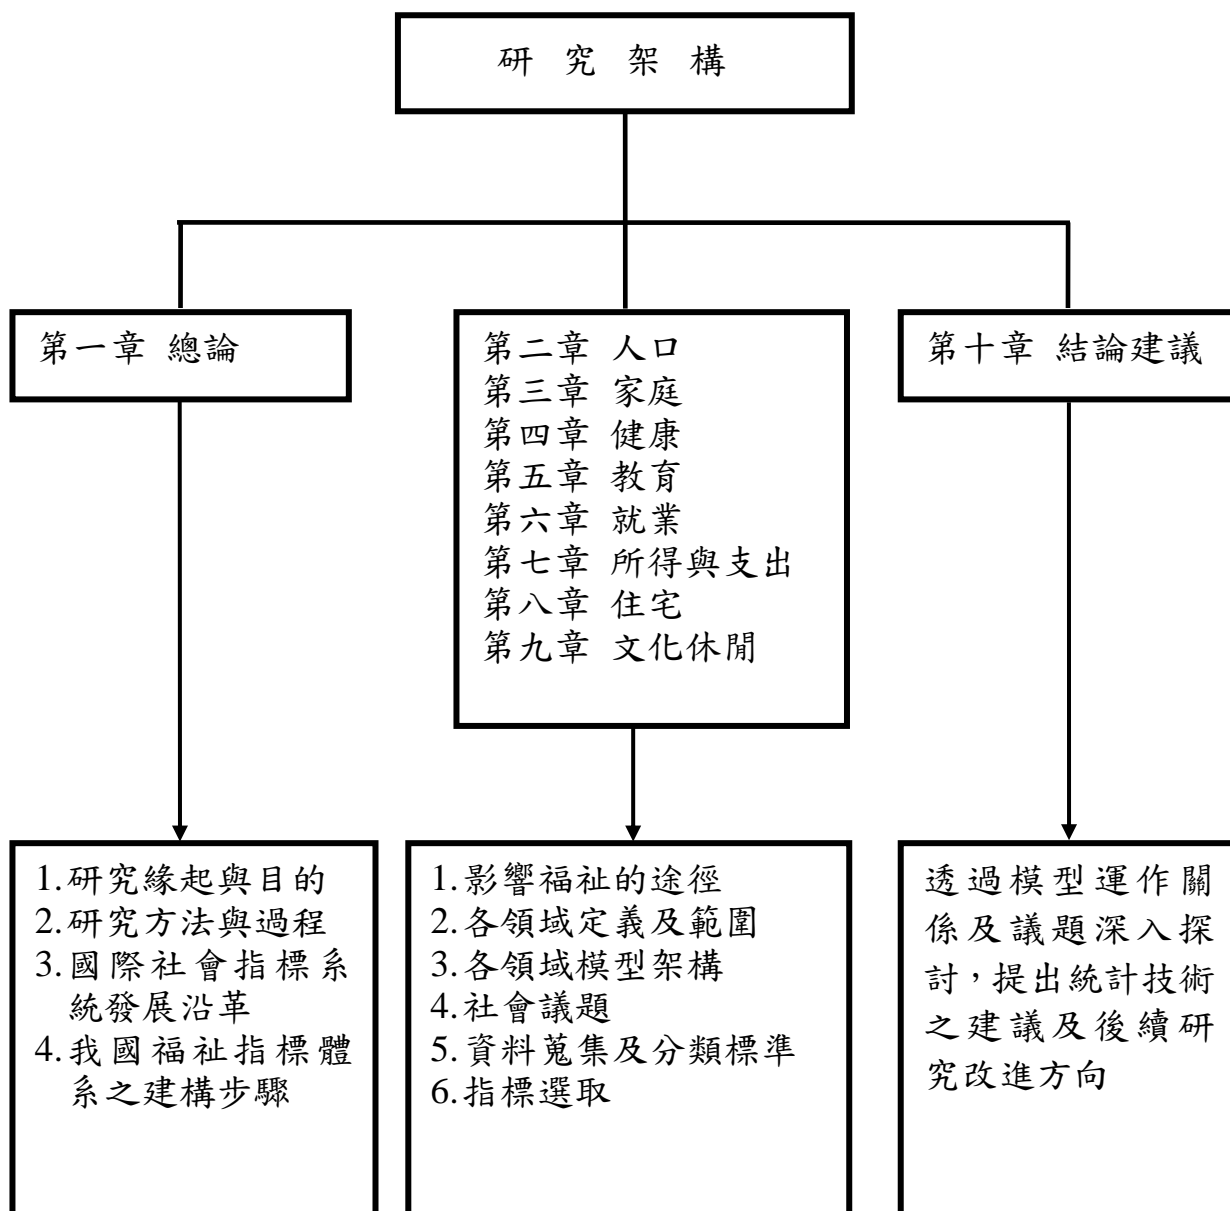 研究架構
第一章 總論
第二章 人口
第三章 家庭
第四章 健康
第五章 教育
第六章 就業
第七章 所得與支出
第八章 住宅
第九章 文化休閒
第十章 結論建議
1.研究緣起與目的
2.研究方法與過程
3.國際社會指標系
統發展沿革
4.我國福祉指標體
系之建構步驟
1.影響福祉的途徑
2.各領域定義及範圍
3.各領域模型架構
4.社會議題
5.資料蒐集及分類標準
6.指標選取
透過模型運作關
係及議題深入探
討，提出統計技術
之建議及後續研
究改進方向